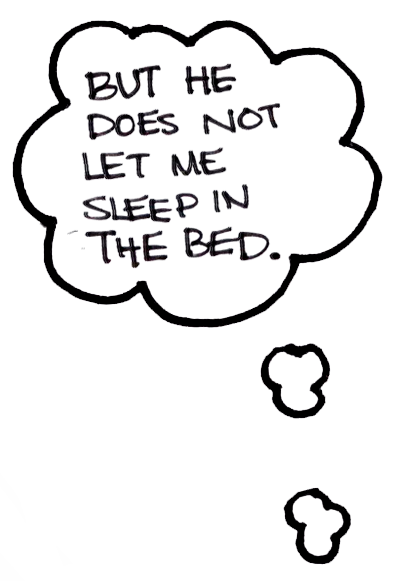 BUT HE
DOES NOT
LET ME
SLEEP IN
THE BED.